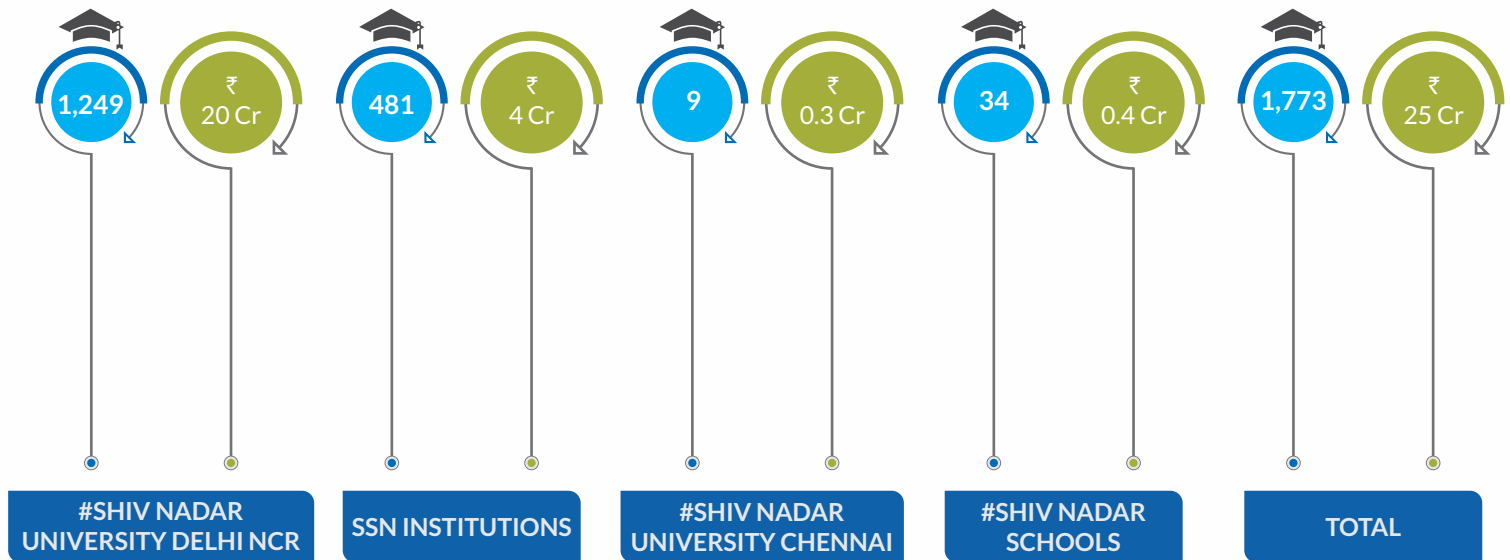 1,249
₹
20 Cr
481
₹
4 Cr
9
₹
0.3 Cr
34
₹
0.4 Cr
1,773
₹
25 Cr
#SHIV NADAR
UNIVERSITY DELHI NCR
SSN INSTITUTIONS
#SHIV NADAR
UNIVERSITY CHENNAI
#SHIV NADAR
SCHOOLS
TOTAL